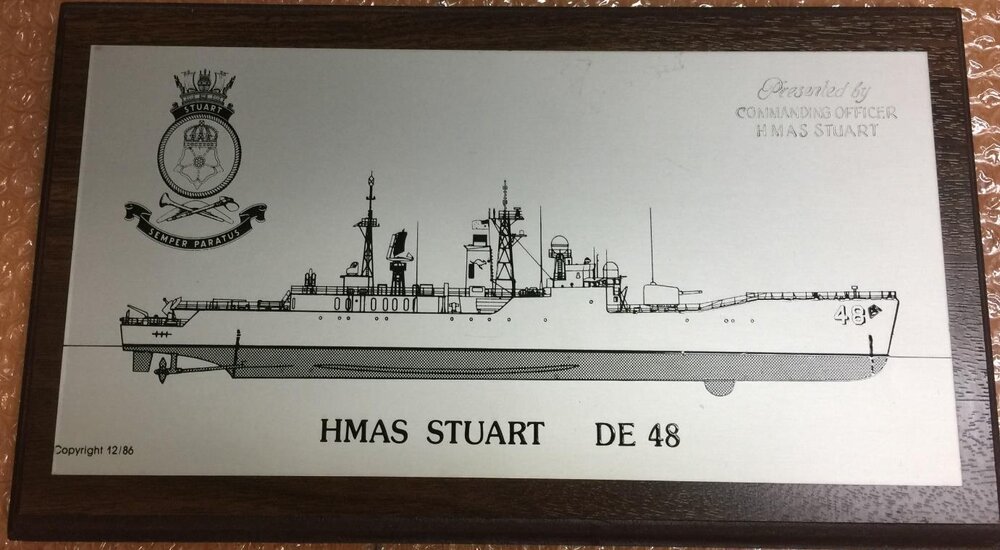 STUART
SEMPER PARATUS
Presented by
COMMANDING OFFICER
HMAS STUART
48
HMAS STUART DE 48
Copyright 12/86